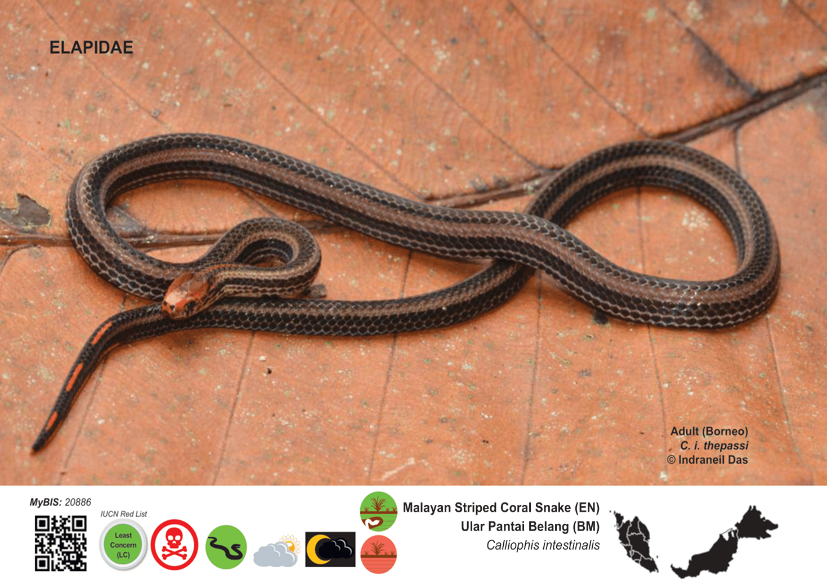 ELAPIDAE
Adult (Borneo)
C. i. thepassi
© Indraneil Das
MyBIS: 20886
IUCN Red List
Least
Concern
(LC)
Malayan Striped Coral Snake (EN)
Ular Pantai Belang (BM)
Calliophis intestinalis